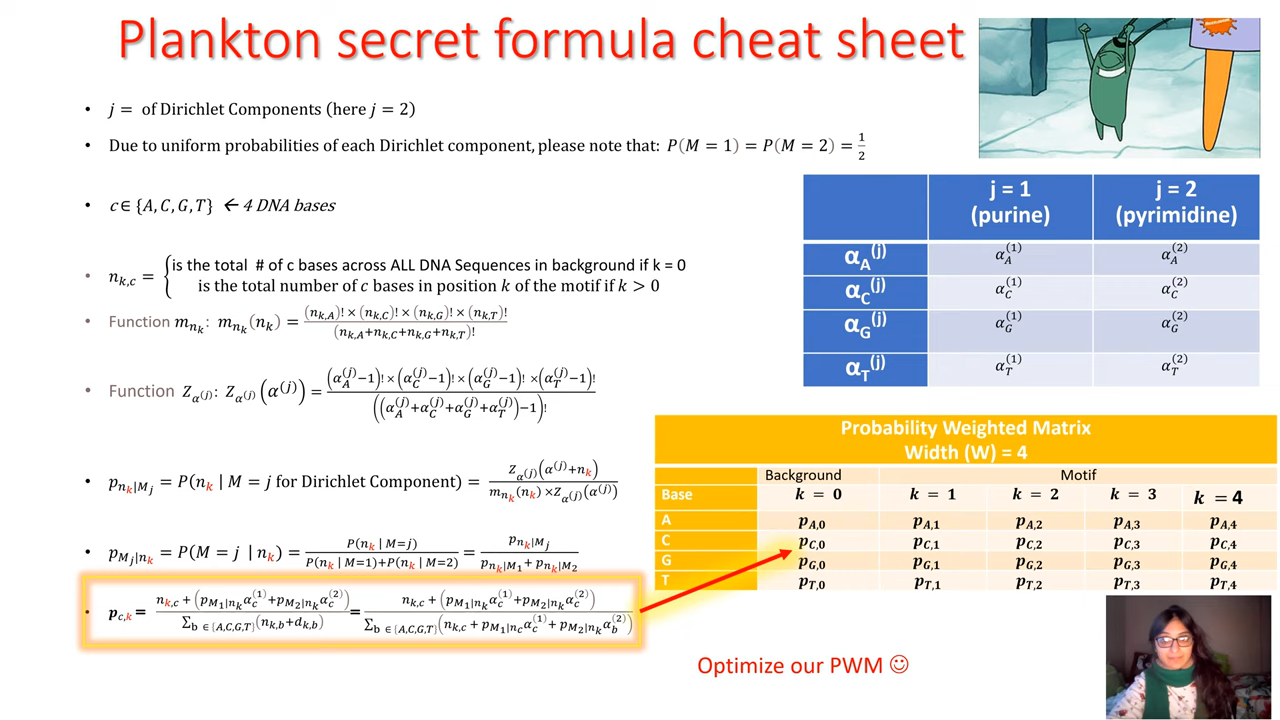 Plankton secret formula cheat sheet
• j = of Dirichlet Components (here j = 2)
• Due to uniform probabilities of each Dirichlet component, please note that: P(M = 1) = P(M = 2) = 1/2
• c ∈ {A, C, G, T} ← 4 DNA bases
• n_{k,c} = { is the total # of c bases across ALL DNA Sequences in background if k = 0
is the total number of c bases in position k of the motif if k > 0
• Function m_{n_k}: m_{n_k}(n_k) = ((n_{k,A})! × (n_{k,C})! × (n_{k,G})! × (n_{k,T})!) / (n_{k,A}+n_{k,C}+n_{k,G}+n_{k,T})!
• Function Z_{α^{(j)}}: Z_{α^{(j)}}(α^{(j)}) = ((α_A^{(j)}−1)! × (α_C^{(j)}−1)! × (α_G^{(j)}−1)! × (α_T^{(j)}−1)!) / ((α_A^{(j)}+α_C^{(j)}+α_G^{(j)}+α_T^{(j)})−1)!
• p_{n_k|M_j} = P(n_k | M = j for Dirichlet Component) = Z_{α^{(j)}}(α^{(j)}+n_k) / (m_{n_k}(n_k)×Z_{α^{(j)}}(α^{(j)}))
• p_{M_j|n_k} = P(M = j | n_k) = P(n_k | M=j) / (P(n_k | M=1)+P(n_k | M=2)) = p_{n_k|M_j} / (p_{n_k|M_1} + p_{n_k|M_2})
• p_{c,k} = (n_{k,c} + (p_{M_1|n_k}α_c^{(1)}+p_{M_2|n_k}α_c^{(2)})) / (∑_{b ∈{A,C,G,T}}(n_{k,b}+d_{k,b})) = (n_{k,c} + (p_{M_1|n_k}α_c^{(1)}+p_{M_2|n_k}α_c^{(2)})) / (∑_{b ∈{A,C,G,T}}(n_{k,c} + p_{M_1|n_c}α_c^{(1)} + p_{M_2|n_k}α_b^{(2)}))
j = 1 (purine) j = 2 (pyrimidine)
α_A^{(j)} α_A^{(1)} α_A^{(2)}
α_C^{(j)} α_C^{(1)} α_C^{(2)}
α_G^{(j)} α_G^{(1)} α_G^{(2)}
α_T^{(j)} α_T^{(1)} α_T^{(2)}
Probability Weighted Matrix
Width (W) = 4
Background Motif
Base k = 0 k = 1 k = 2 k = 3 k = 4
A p_{A,0} p_{A,1} p_{A,2} p_{A,3} p_{A,4}
C p_{C,0} p_{C,1} p_{C,2} p_{C,3} p_{C,4}
G p_{G,0} p_{G,1} p_{G,2} p_{G,3} p_{G,4}
T p_{T,0} p_{T,1} p_{T,2} p_{T,3} p_{T,4}
Optimize our PWM ☺